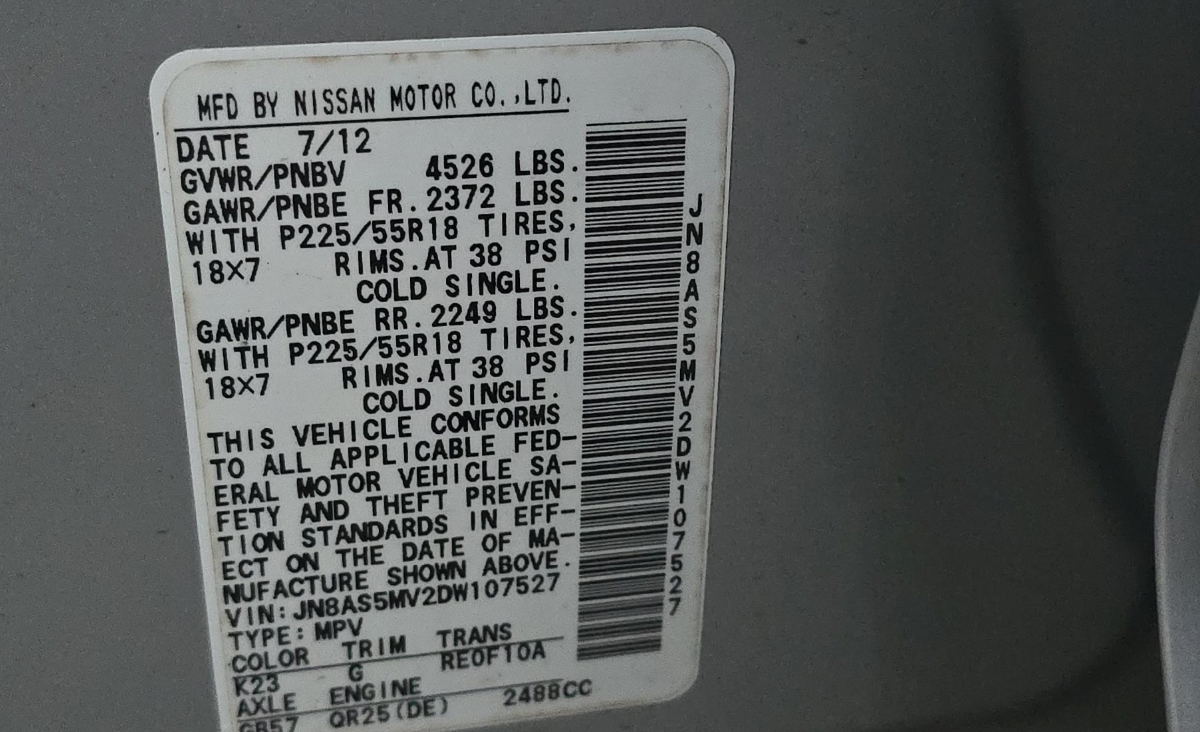 MFD BY NISSAN MOTOR CO.,LTD.
DATE 7/12
GVWR/PNBV 4526 LBS.
GAWR/PNBE FR.2372 LBS.
WITH P225/55R18 TIRES,
18X7 RIMS.AT 38 PSI
COLD SINGLE.
GAWR/PNBE RR.2249 LBS.
WITH P225/55R18 TIRES,
18X7 RIMS.AT 38 PSI
COLD SINGLE.
THIS VEHICLE CONFORMS
TO ALL APPLICABLE FED-
ERAL MOTOR VEHICLE SA-
FETY AND THEFT PREVEN-
TION STANDARDS IN EFF-
ECT ON THE DATE OF MA-
NUFACTURE SHOWN ABOVE.
VIN:JN8AS5MV2DW107527
TYPE:MPV
COLOR TRIM TRANS
K23 G RE0F10A
AXLE ENGINE
GB57 QR25(DE) 2488CC
JN8AS5MV2DW107527